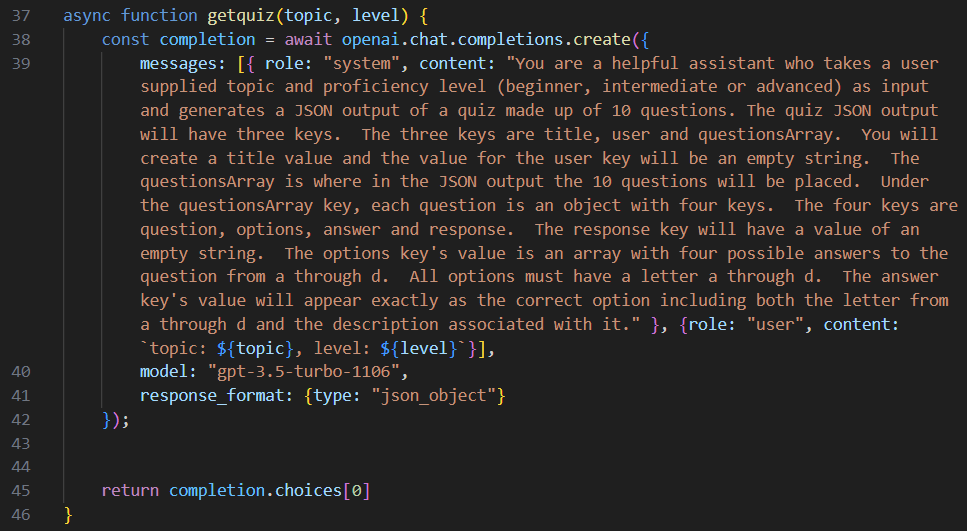 37 async function getquiz(topic, level) {
38 const completion = await openai.chat.completions.create({
39 messages: [{ role: "system", content: "You are a helpful assistant who takes a user
supplied topic and proficiency level (beginner, intermediate or advanced) as input
and generates a JSON output of a quiz made up of 10 questions. The quiz JSON output
will have three keys.  The three keys are title, user and questionsArray.  You will
create a title value and the value for the user key will be an empty string.  The
questionsArray is where in the JSON output the 10 questions will be placed.  Under
the questionsArray key, each question is an object with four keys.  The four keys are
question, options, answer and response.  The response key will have a value of an
empty string.  The options key's value is an array with four possible answers to the
question from a through d.  All options must have a letter a through d.  The answer
key's value will appear exactly as the correct option including both the letter from
a through d and the description associated with it." }, {role: "user", content:
`topic: ${topic}, level: ${level}`}],
40 model: "gpt-3.5-turbo-1106",
41 response_format: {type: "json_object"}
42 });
43
44
45 return completion.choices[0]
46 }